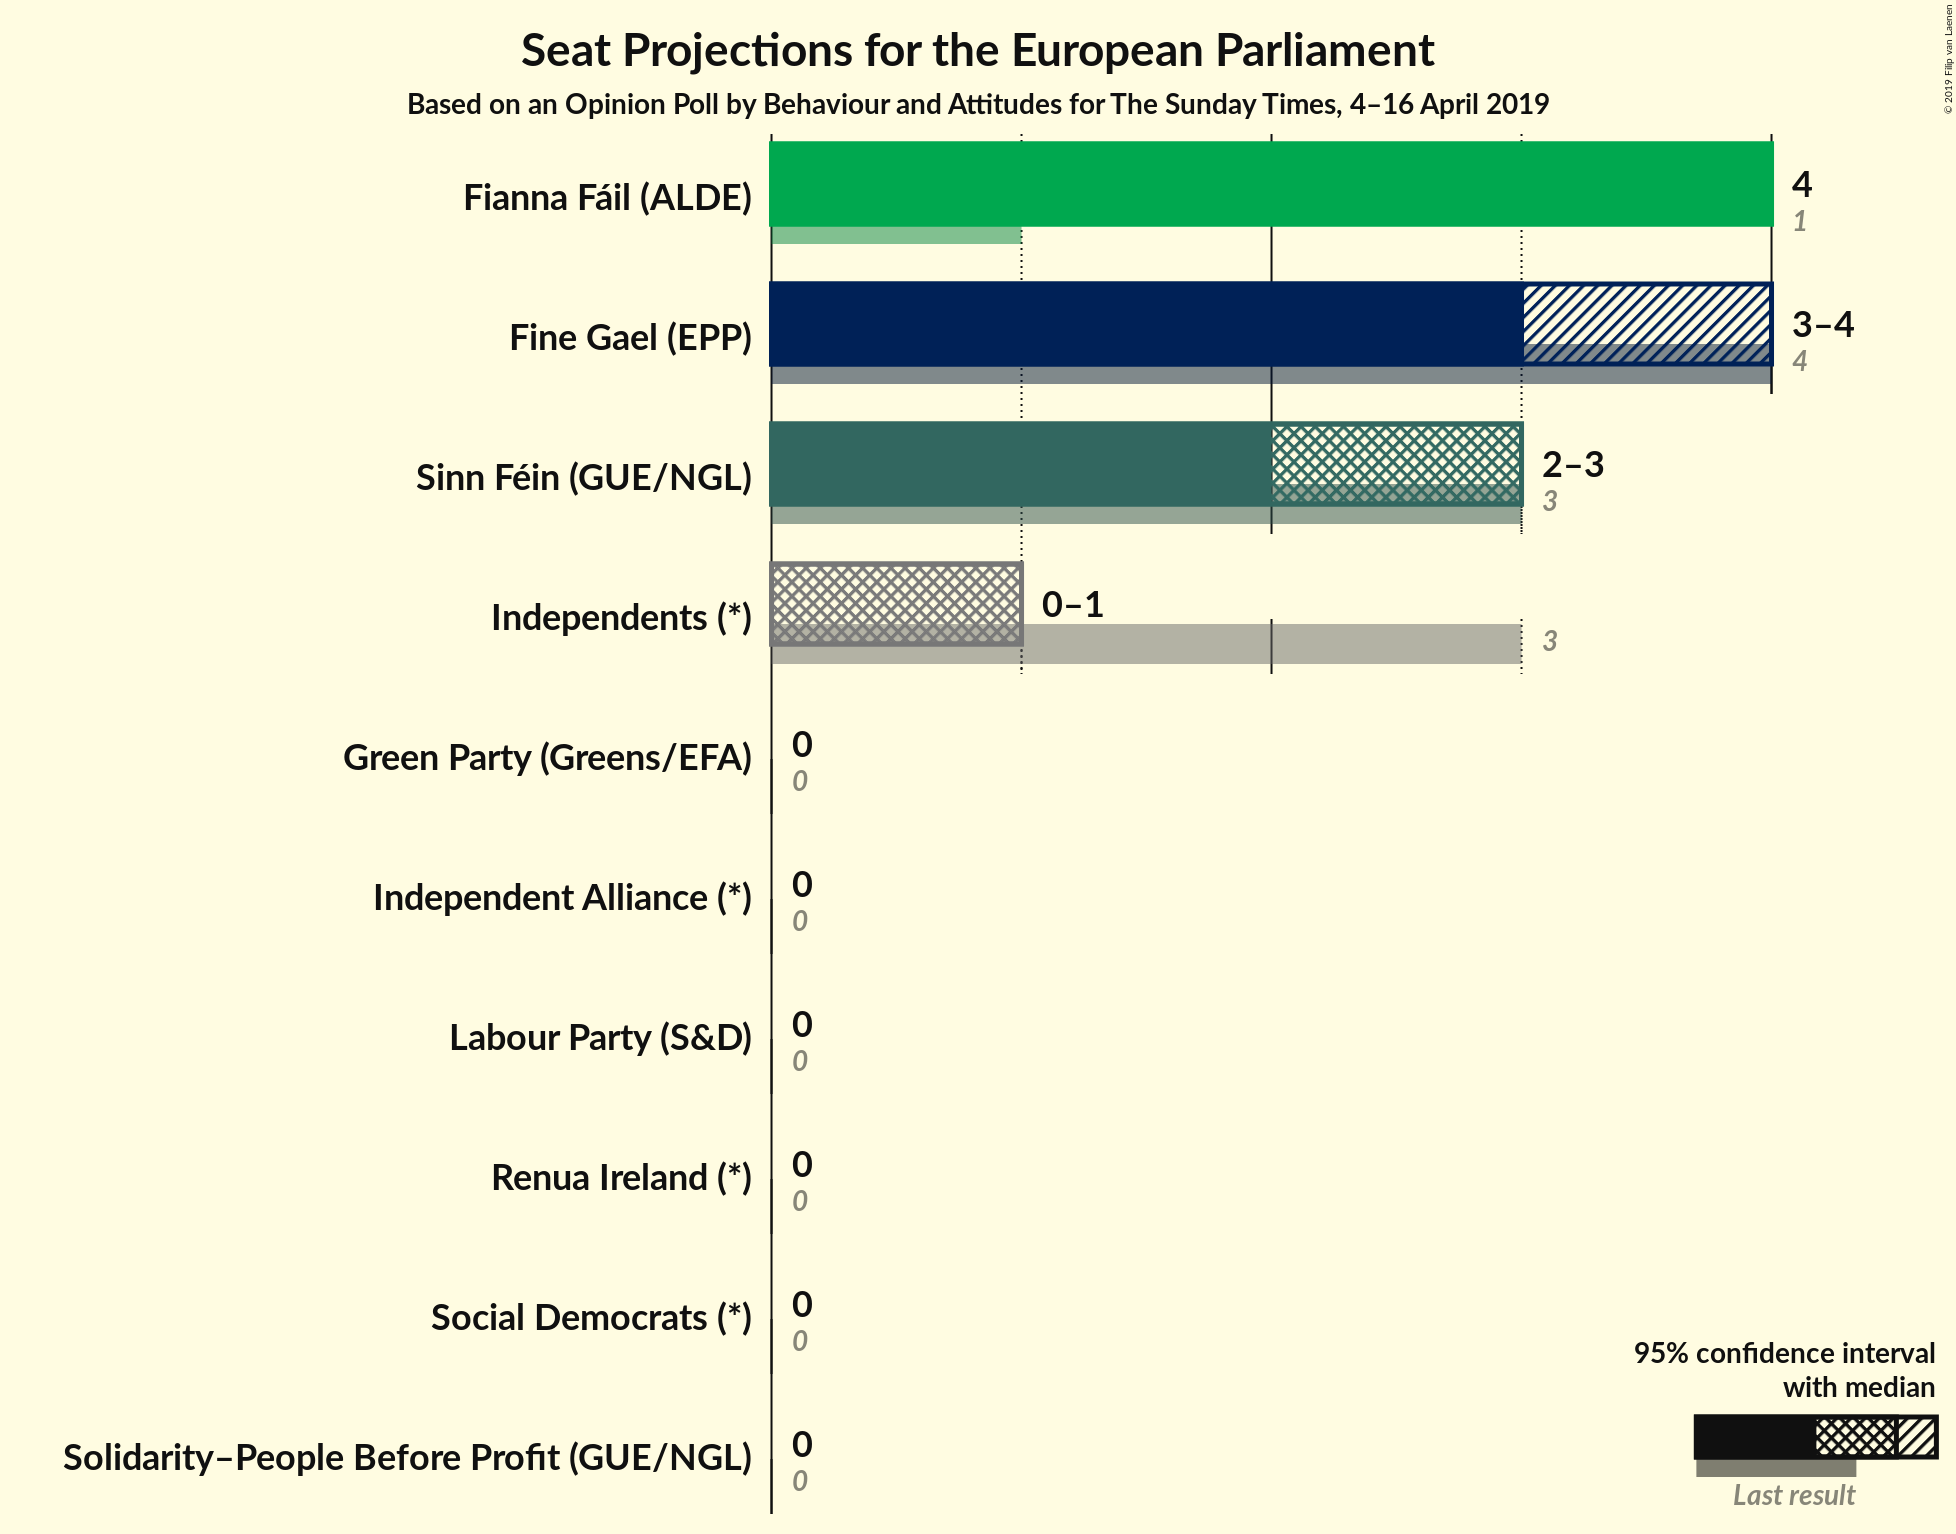 Seat Projections for the European Parliament
Based on an Opinion Poll by Behaviour and Attitudes for The Sunday Times, 4–16 April 2019
© 2019 Filip van Laenen
Fianna Fáil (ALDE)
4
1
Fine Gael (EPP)
3–4
4
Sinn Féin (GUE/NGL)
2–3
3
Independents (*)
0–1
3
Green Party (Greens/EFA)
0
0
Independent Alliance (*)
0
0
Labour Party (S&D)
0
0
Renua Ireland (*)
0
0
Social Democrats (*)
0
0
Solidarity–People Before Profit (GUE/NGL)
0
0
95% confidence interval
with median
Last result